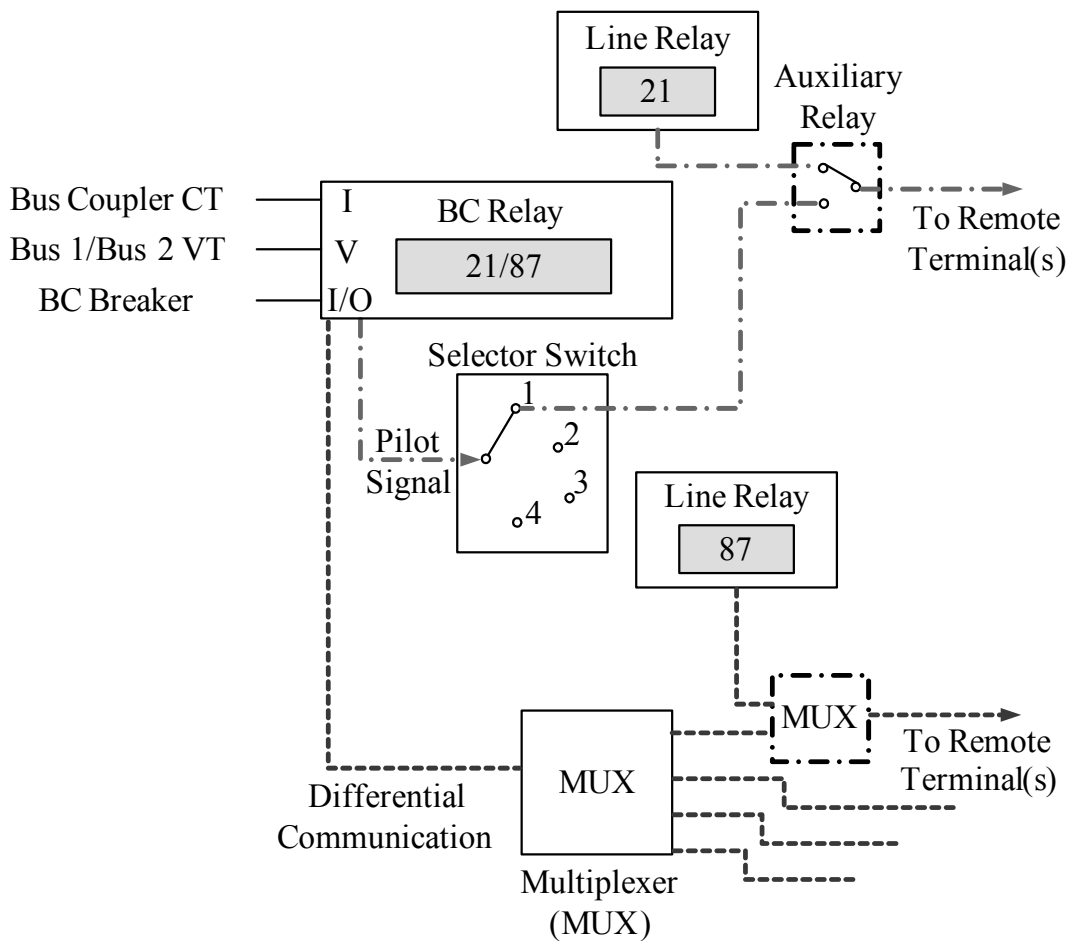 Line Relay
21
Auxiliary
Relay
To Remote
Terminal(s)
Bus Coupler CT
Bus 1/Bus 2 VT
BC Breaker
I
V
I/O
BC Relay
21/87
Selector Switch
1
2
3
4
Pilot
Signal
Line Relay
87
MUX
To Remote
Terminal(s)
MUX
Differential
Communication
Multiplexer
(MUX)